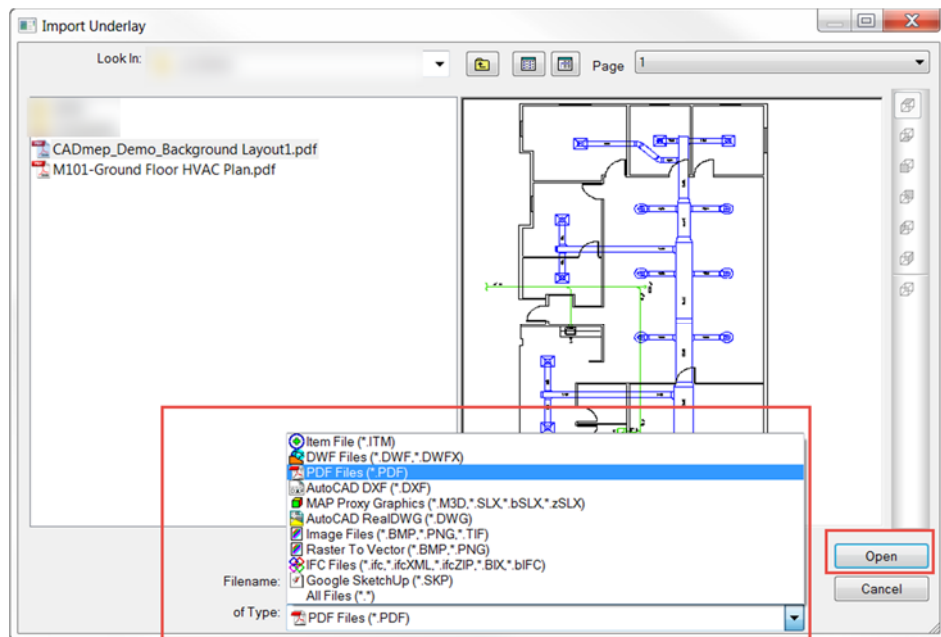 Import Underlay
Look In:
Page 1
CADmep_Demo_Background Layout1.pdf
M101-Ground Floor HVAC Plan.pdf
Item File (*.ITM)
DWF Files (*.DWF,*.DWFX)
PDF Files (*.PDF)
AutoCAD DXF (*.DXF)
MAP Proxy Graphics (*.M3D,*.SLX,*.bSLX,*.zSLX)
AutoCAD RealDWG (*.DWG)
Image Files (*.BMP,*.PNG,*.TIF)
Raster To Vector (*.BMP,*.PNG)
IFC Files (*.ifc,*.ifcXML,*.ifcZIP,*.BIX,*.bIFC)
Google SketchUp (*.SKP)
All Files (*.*)
Open
Filename:
Cancel
of Type: PDF Files (*.PDF)